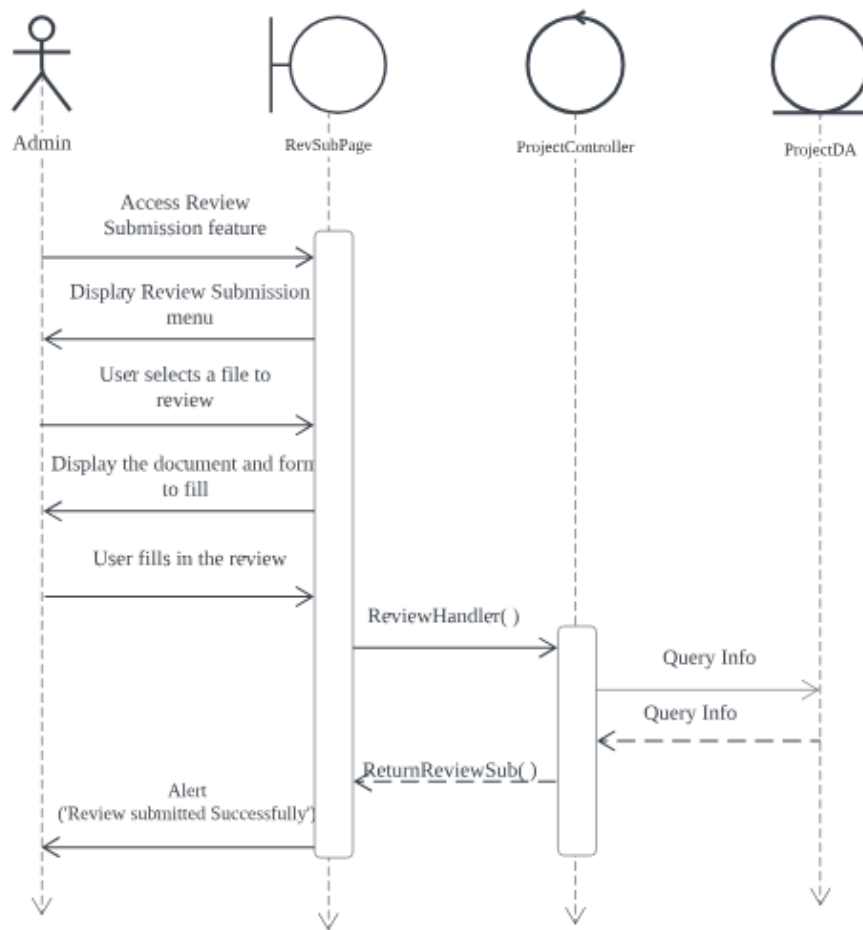 Admin
RevSubPage
ProjectController
ProjectDA
Access Review
Submission feature
Display Review Submission
menu
User selects a file to
review
Display the document and form
to fill
User fills in the review
ReviewHandler( )
Query Info
Query Info
ReturnReviewSub( )
Alert
('Review submitted Successfully')